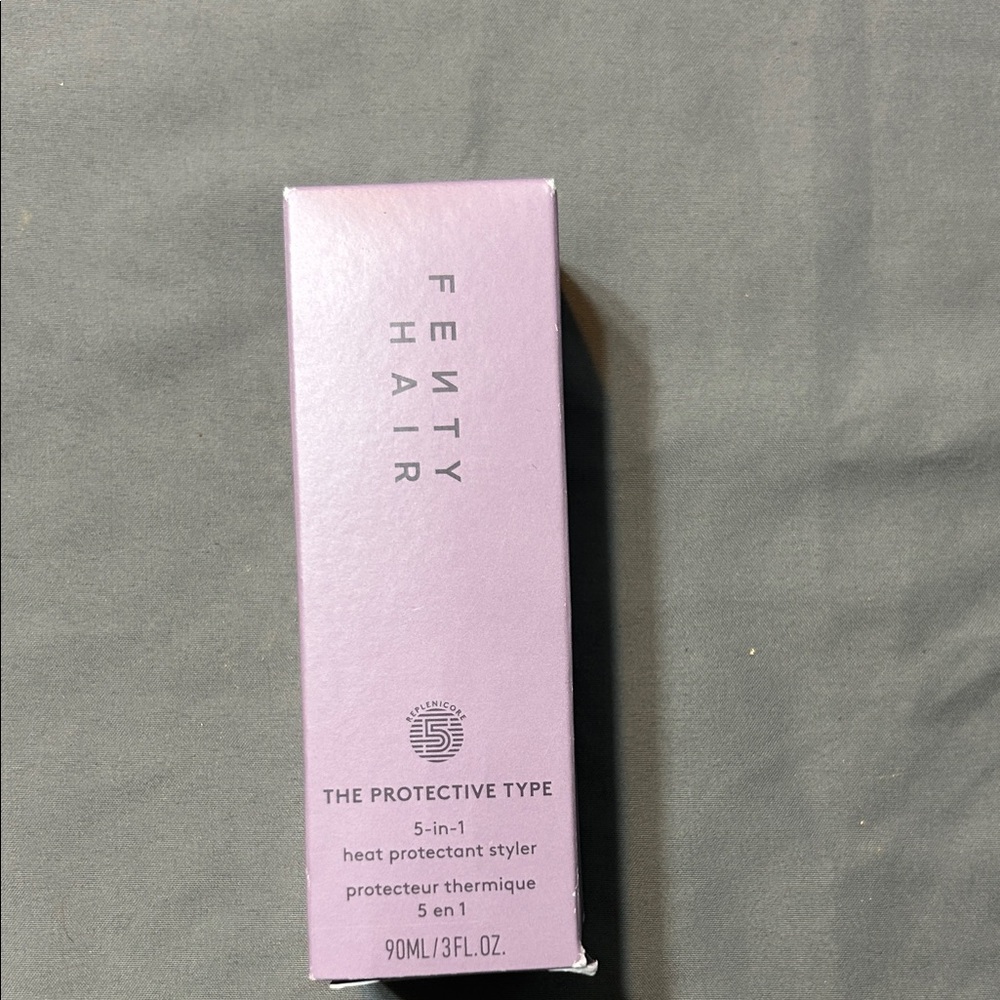 FEИTY
HAIR
REPLENICORE
5
THE PROTECTIVE TYPE
5-in-1
heat protectant styler
protecteur thermique
5 en 1
90ML/3FL.OZ.